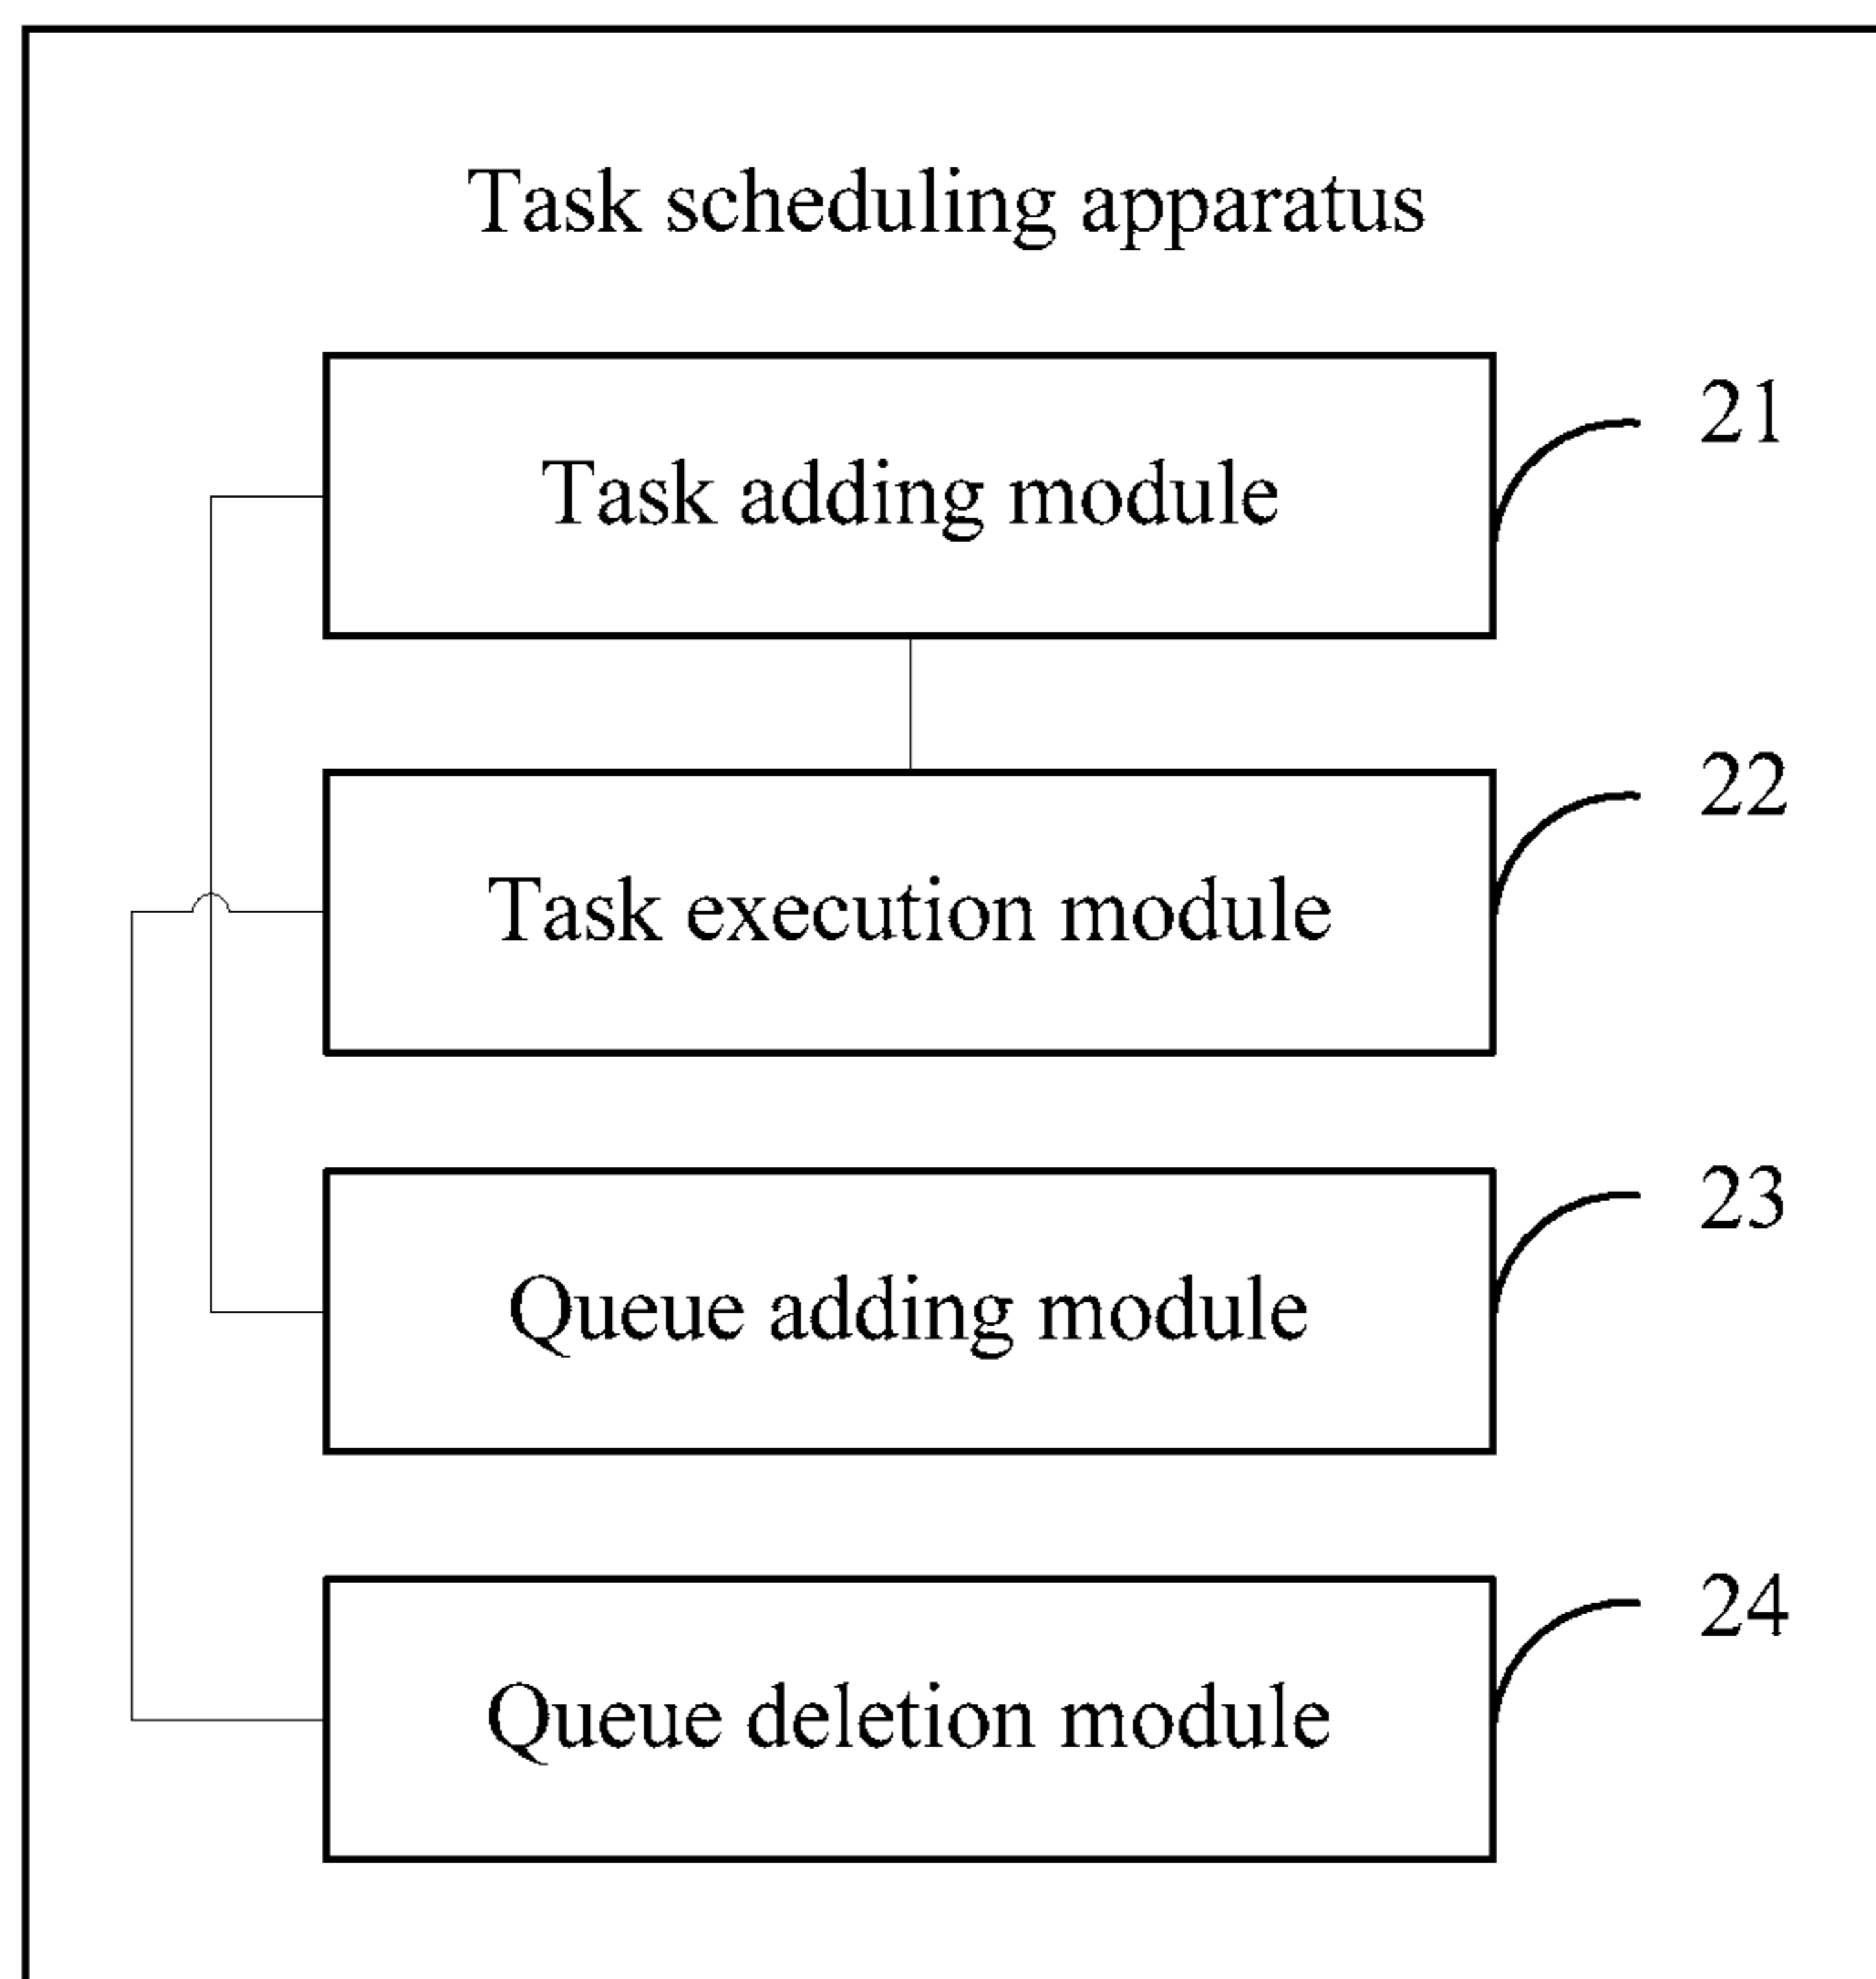 Task scheduling apparatus
21
Task adding module
22
Task execution module
23
Queue adding module
24
Queue deletion module